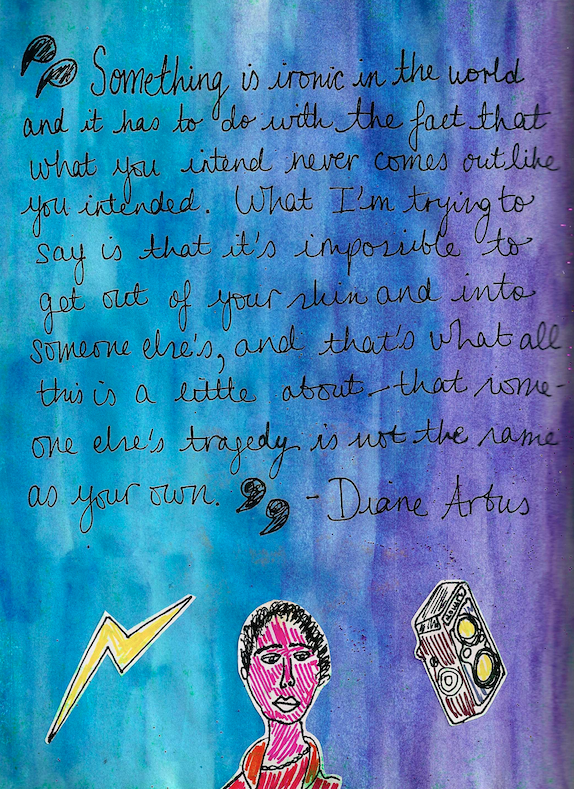 "Something is ironic in the world
and it has to do with the fact that
what you intend never comes out like
you intended. What I'm trying to
say is that it's impossible to
get out of your skin and into
someone else's, and that's what all
this is a little about - that some-
one else's tragedy is not the same
as your own." - Diane Arbus